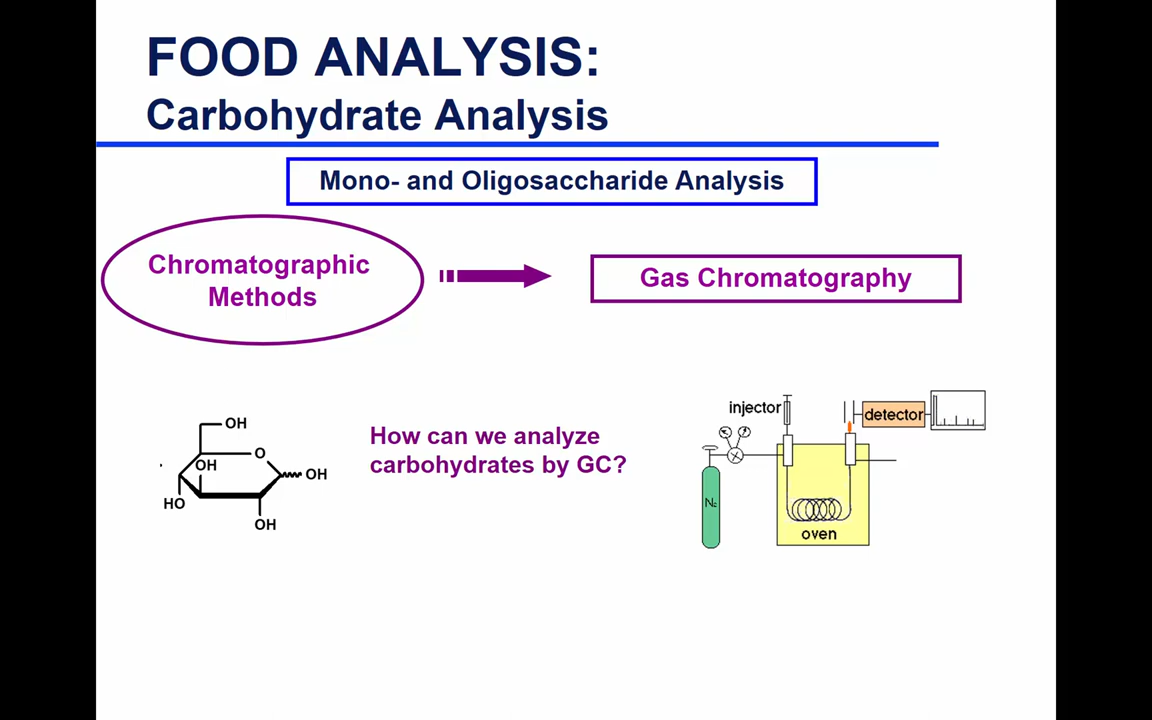 FOOD ANALYSIS:
Carbohydrate Analysis
Mono- and Oligosaccharide Analysis
Chromatographic
Methods
Gas Chromatography
How can we analyze
carbohydrates by GC?
OH
O
OH
OH
HO
OH
injector
detector
N₂
oven